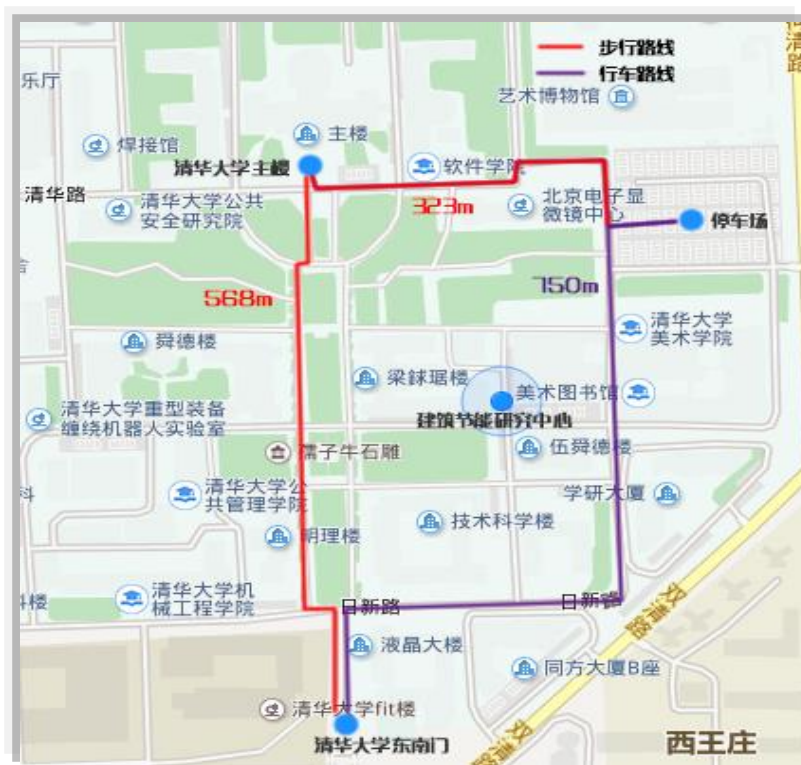 步行路线
行车路线
乐厅
艺术博物馆
焊接馆
主楼
清华大学主楼
软件学院
清华路
清华大学公共
安全研究院
323m
北京电子显
微镜中心
停车场
568m
750m
清华大学
美术学院
舜德楼
梁銶琚楼
美术图书馆
清华大学重型装备
缠绕机器人实验室
建筑节能研究中心
孺子牛石雕
伍舜德楼
清华大学公
共管理学院
学研大厦
明理楼
技术科学楼
清华大学机
械工程学院
日新路
日新路
双清路
液晶大楼
同方大厦B座
清华大学fit楼
清华大学东南门
双清路
西王庄